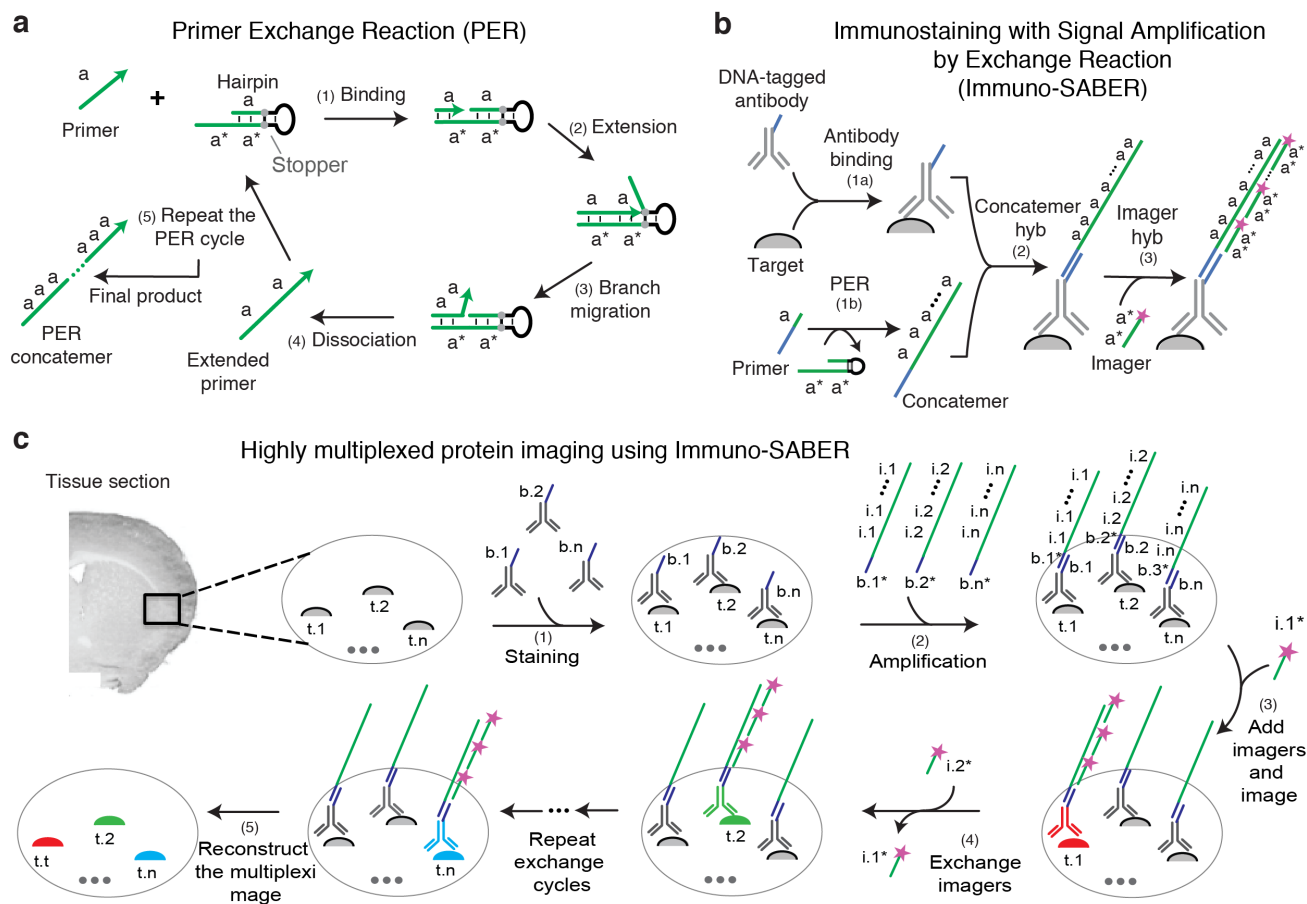 a
Primer Exchange Reaction (PER)
a
Primer
+
Hairpin
a
a* a*
Stopper
(1) Binding
a a
a* a*
(2) Extension
a a
a* a*
(3) Branch
migration
a a
a* a*
(4) Dissociation
a a
Extended
primer
(5) Repeat the
PER cycle
Final product
a a a a a a
PER
concatemer
b
Immunostaining with Signal Amplification
by Exchange Reaction
(Immuno-SABER)
DNA-tagged
antibody
Antibody
binding
(1a)
Target
PER
(1b)
a
Primer
a* a*
a a a a
Concatemer
Concatemer
hyb
(2)
a a a a a
Imager
hyb
(3)
a*
a*
Imager
a a a a a
a* a* a* a* a* a*
c
Highly multiplexed protein imaging using Immuno-SABER
Tissue section
t.1
t.2
t.n
b.1
b.2
b.n
(1)
Staining
b.1
b.2
b.n
t.1
t.2
t.n
i.1 i.2 i.n
i.1 i.2 i.n
i.1 i.2 i.n
b.1* b.2* b.n*
(2)
Amplification
i.1 i.2 i.n
i.1 i.2 i.n
i.1 i.2 i.n
b.1* b.2* b.3*
b.1 b.2 b.n
t.1
t.2
t.n
i.1*
(3)
Add
imagers
and
image
t.1
i.2*
i.1*
(4)
Exchange
imagers
t.2
Repeat
exchange
cycles
t.n
(5)
Reconstruct
the multiplexi
mage
t.t
t.2
t.n